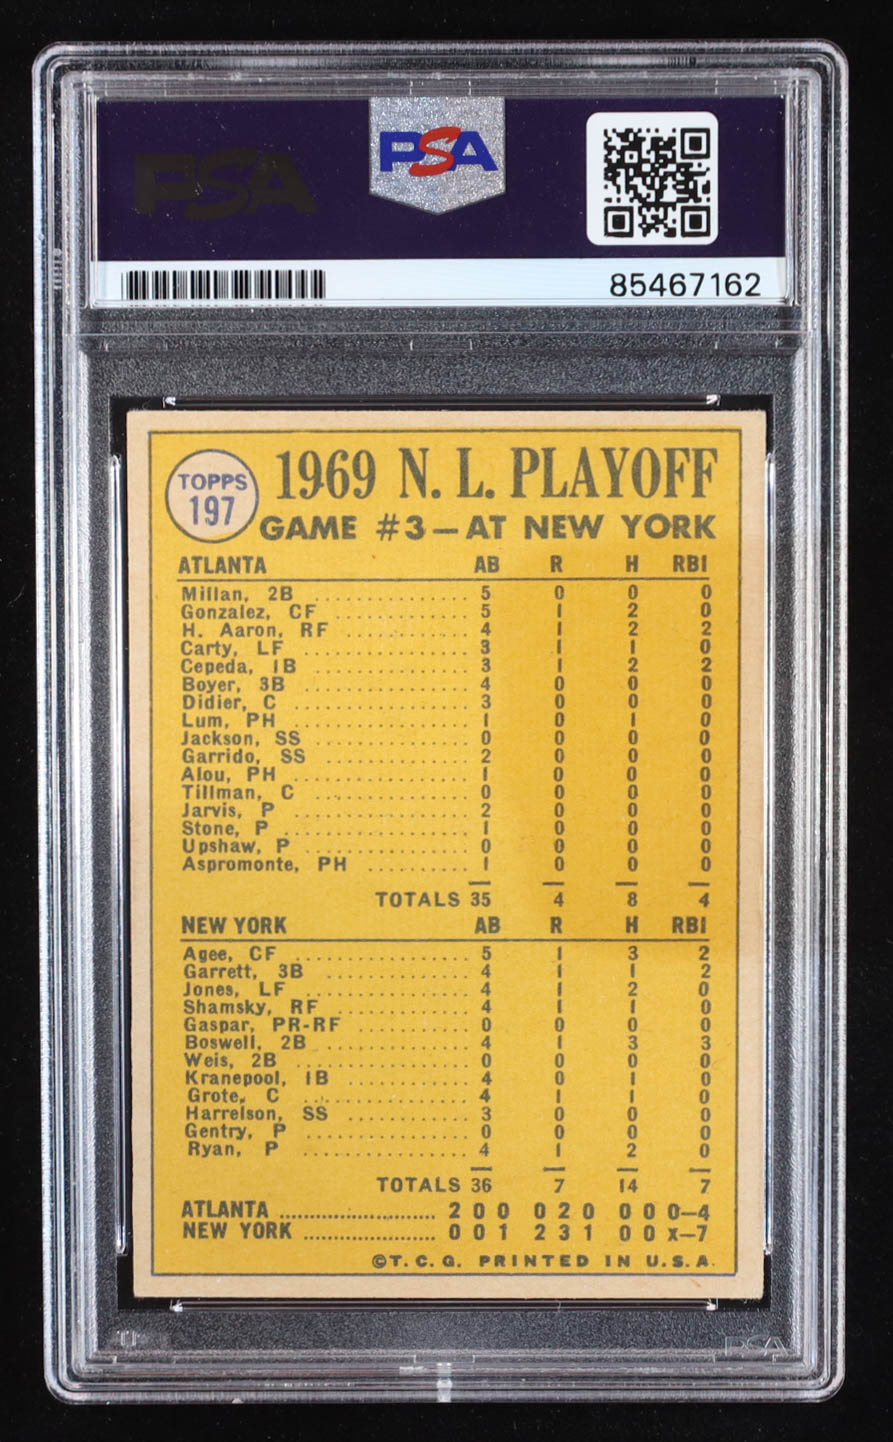 PSA
PSA
85467162
TOPPS
197
1969 N. L. PLAYOFF
GAME #3—AT NEW YORK
ATLANTA AB R H RBI
Millan, 2B ............... 5 0 0 0
Gonzalez, CF ............... 5 1 2 0
H. Aaron, RF ............ 4 1 2 2
Carty, LF ............... 3 1 1 0
Cepeda, 1B ............... 3 1 2 2
Boyer, 3B ............... 4 0 0 0
Didier, C ................ 3 0 0 0
Lum, PH ................. 1 0 1 0
Jackson, SS ............... 0 0 0 0
Garrido, SS ............... 2 0 0 0
Alou, PH ................ 1 0 0 0
Tillman, C ............... 0 0 0 0
Jarvis, P ................. 2 0 0 0
Stone, P .................. 1 0 0 0
Upshaw, P ................ 0 0 0 0
Aspromonte, PH .......... 1 0 0 0
TOTALS 35 4 8 4
NEW YORK AB R H RBI
Agee, CF ................. 5 1 3 2
Garrett, 3B .............. 4 1 1 2
Jones, LF ................ 4 1 2 0
Shamsky, RF ............. 4 1 1 0
Gaspar, PR-RF ........... 0 0 0 0
Boswell, 2B .............. 4 1 3 3
Weis, 2B ................. 0 0 0 0
Kranepool, 1B ............ 4 0 1 0
Grote, C ................ 4 1 1 0
Harrelson, SS ............ 3 0 0 0
Gentry, P ................ 0 0 0 0
Ryan, P ................. 4 1 2 0
TOTALS 36 7 14 7
ATLANTA ........................ 2 0 0 0 2 0 0 0 0—4
NEW YORK .................... 0 0 1 2 3 1 0 0 x—7
©T. C. G. PRINTED IN U. S. A.
PSA